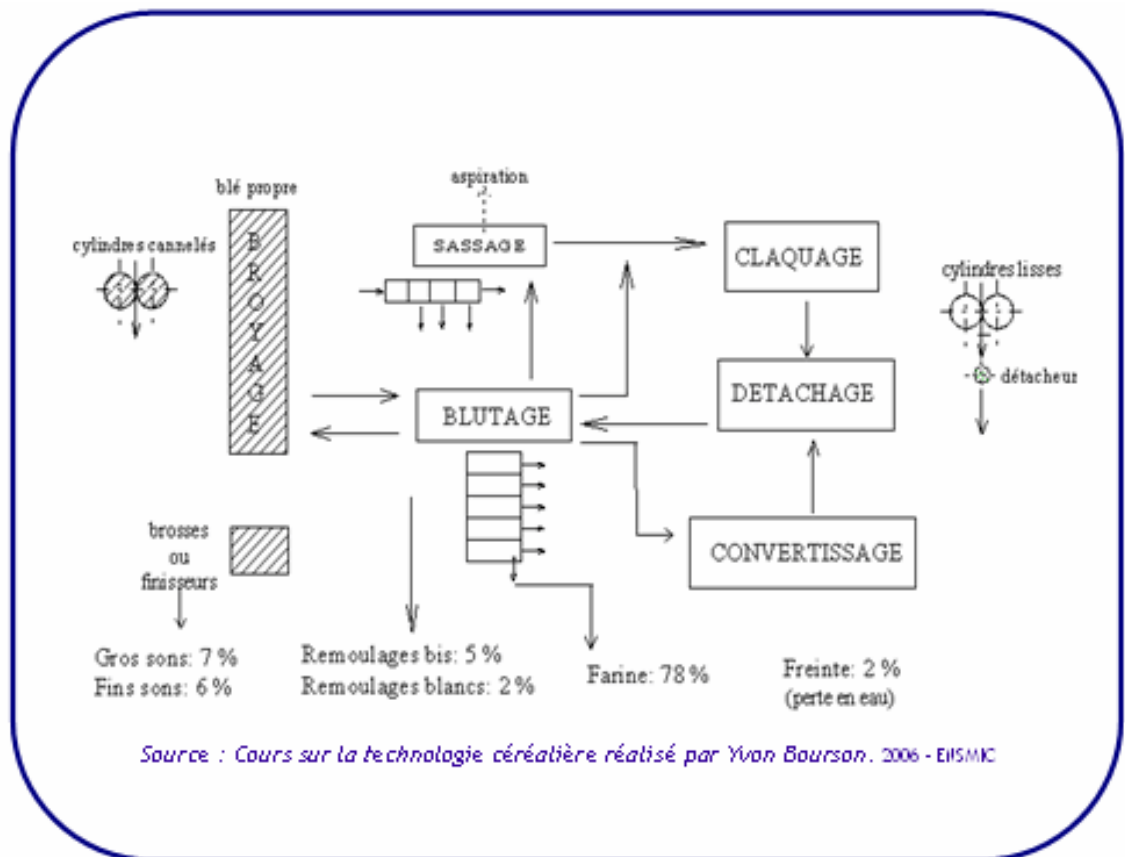 blé propre
cylindres cannelés
BROYAGE
aspiration
SASSAGE
CLAQUAGE
cylindres lisses
détacheur
DETACHAGE
BLUTAGE
CONVERTISSAGE
brosses
ou
finisseurs
Gros sons: 7 %
Fins sons: 6 %
Remoulages bis: 5 %
Remoulages blancs: 2 %
Farine: 78 %
Freinte: 2 %
(perte en eau)
Source : Cours sur la technologie céréalière réalisé par Yvon Bourson. 2006 - ENSMIC